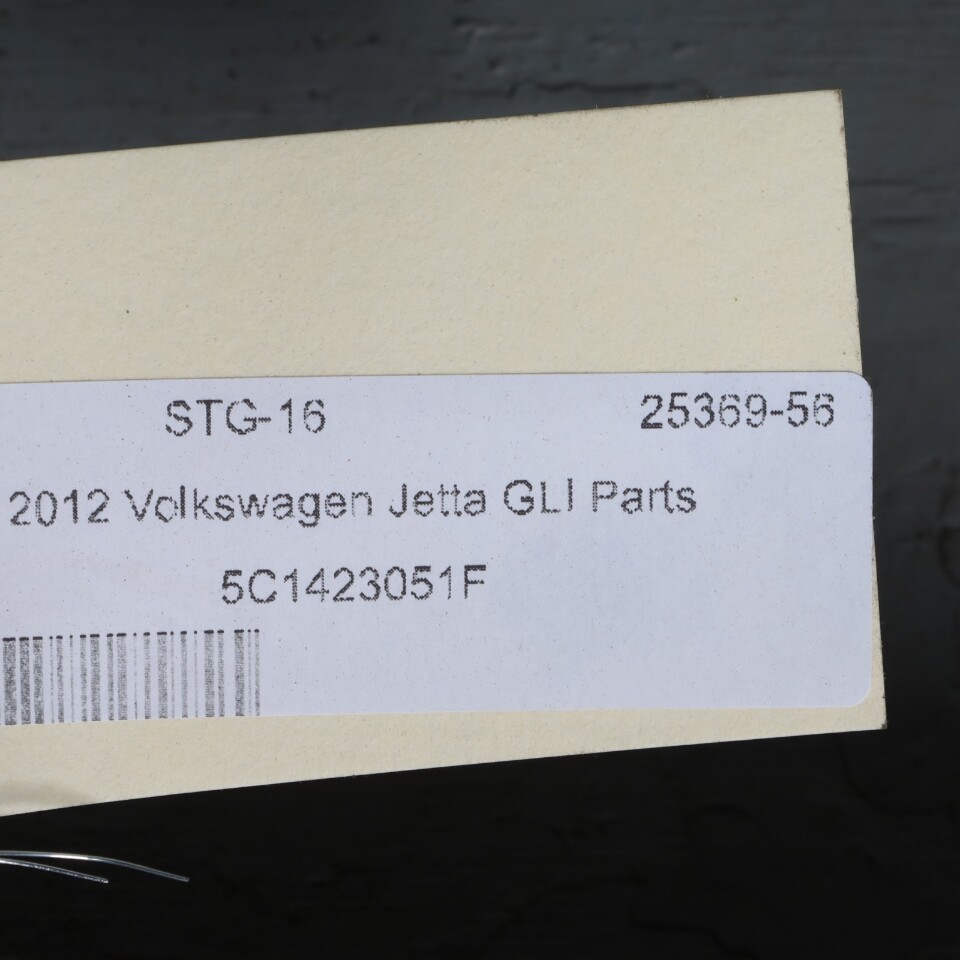 STG-16 25369-56
2012 Volkswagen Jetta GLI Parts
5C1423051F